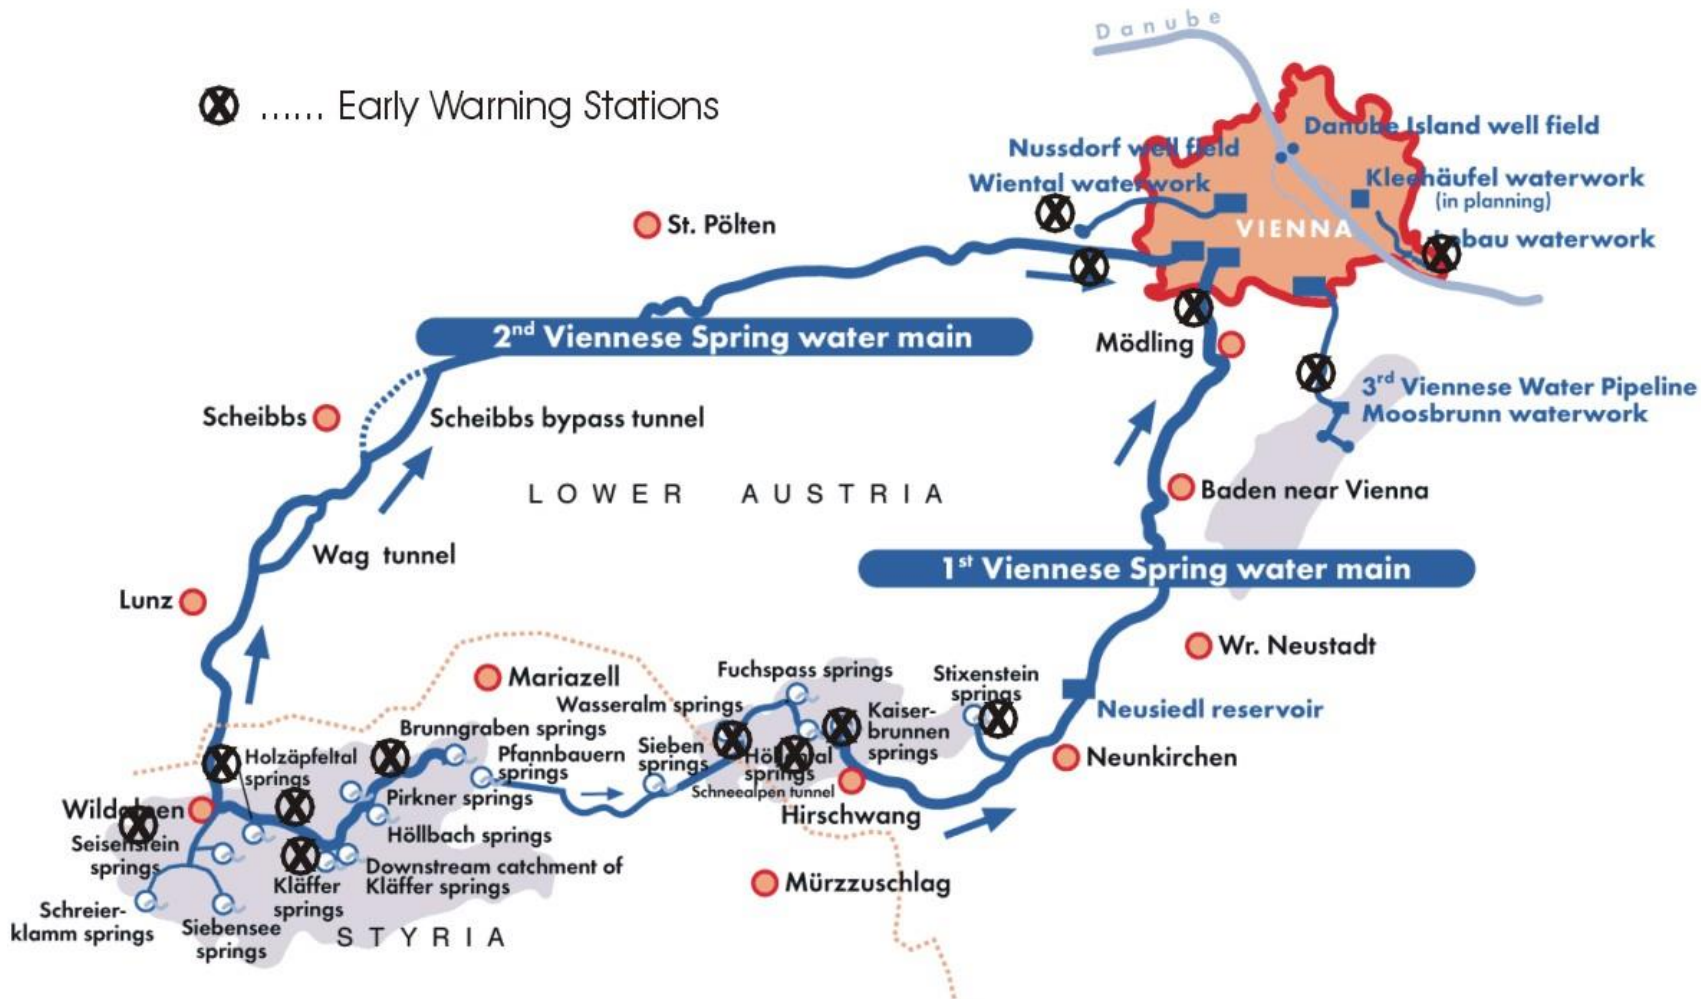 Danube
...... Early Warning Stations
Danube Island well field
Nussdorf well field
Wiental waterwork
Kleehäufel waterwork
(in planning)
St. Pölten
VIENNA
waterwork
2nd Viennese Spring water main
Mödling
3rd Viennese Water Pipeline
Moosbrunn waterwork
Scheibbs
Scheibbs bypass tunnel
LOWER AUSTRIA
Baden near Vienna
Wag tunnel
1st Viennese Spring water main
Lunz
Wr. Neustadt
Mariazell
Fuchspass springs
Stixenstein
springs
Wasseralm springs
Neusiedl reservoir
Brunngraben springs
Kaiser-
brunnen
springs
Holzäpfeltal
springs
Pfannbauern
springs
Sieben
springs
springs
Neunkirchen
Schneealpen tunnel
Pirkner springs
Hirschwang
Höllbach springs
springs
Downstream catchment of
Kläffer springs
Kläffer
springs
Mürzzuschlag
Schreier-
klamm springs
Siebensee
springs
STYRIA